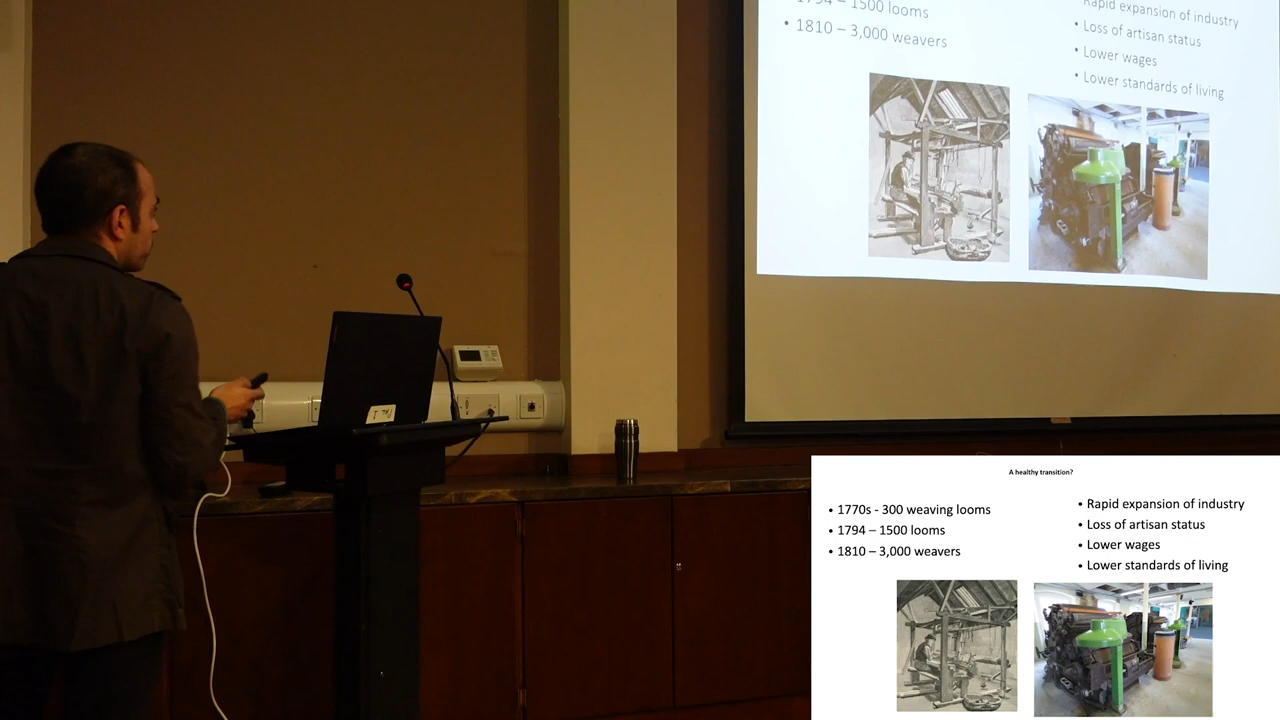 1794 – 1500 looms
• 1810 – 3,000 weavers
Rapid expansion of industry
• Loss of artisan status
• Lower wages
• Lower standards of living
A healthy transition?
• 1770s - 300 weaving looms
• 1794 – 1500 looms
• 1810 – 3,000 weavers
• Rapid expansion of industry
• Loss of artisan status
• Lower wages
• Lower standards of living